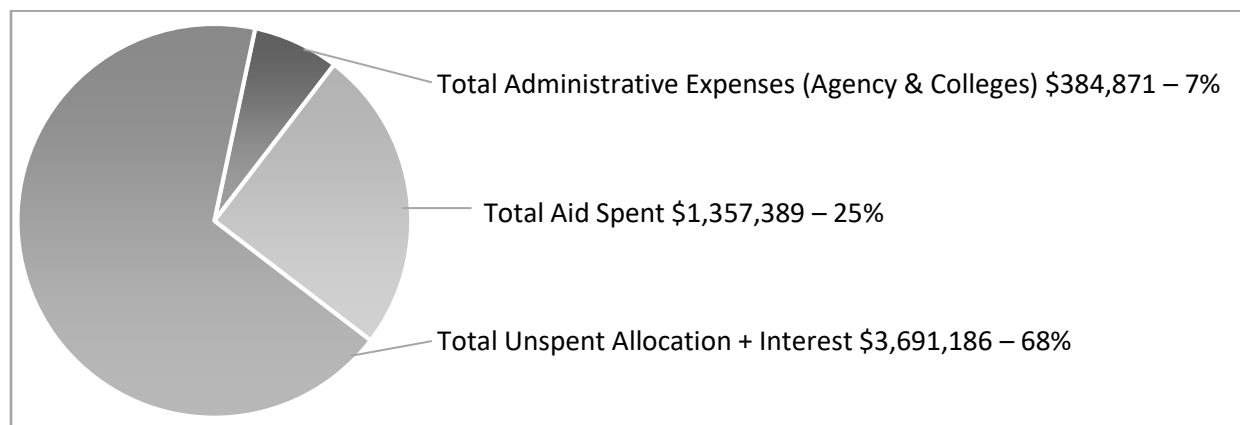 Total Administrative Expenses (Agency & Colleges) $384,871 – 7%
Total Aid Spent $1,357,389 – 25%
Total Unspent Allocation + Interest $3,691,186 – 68%